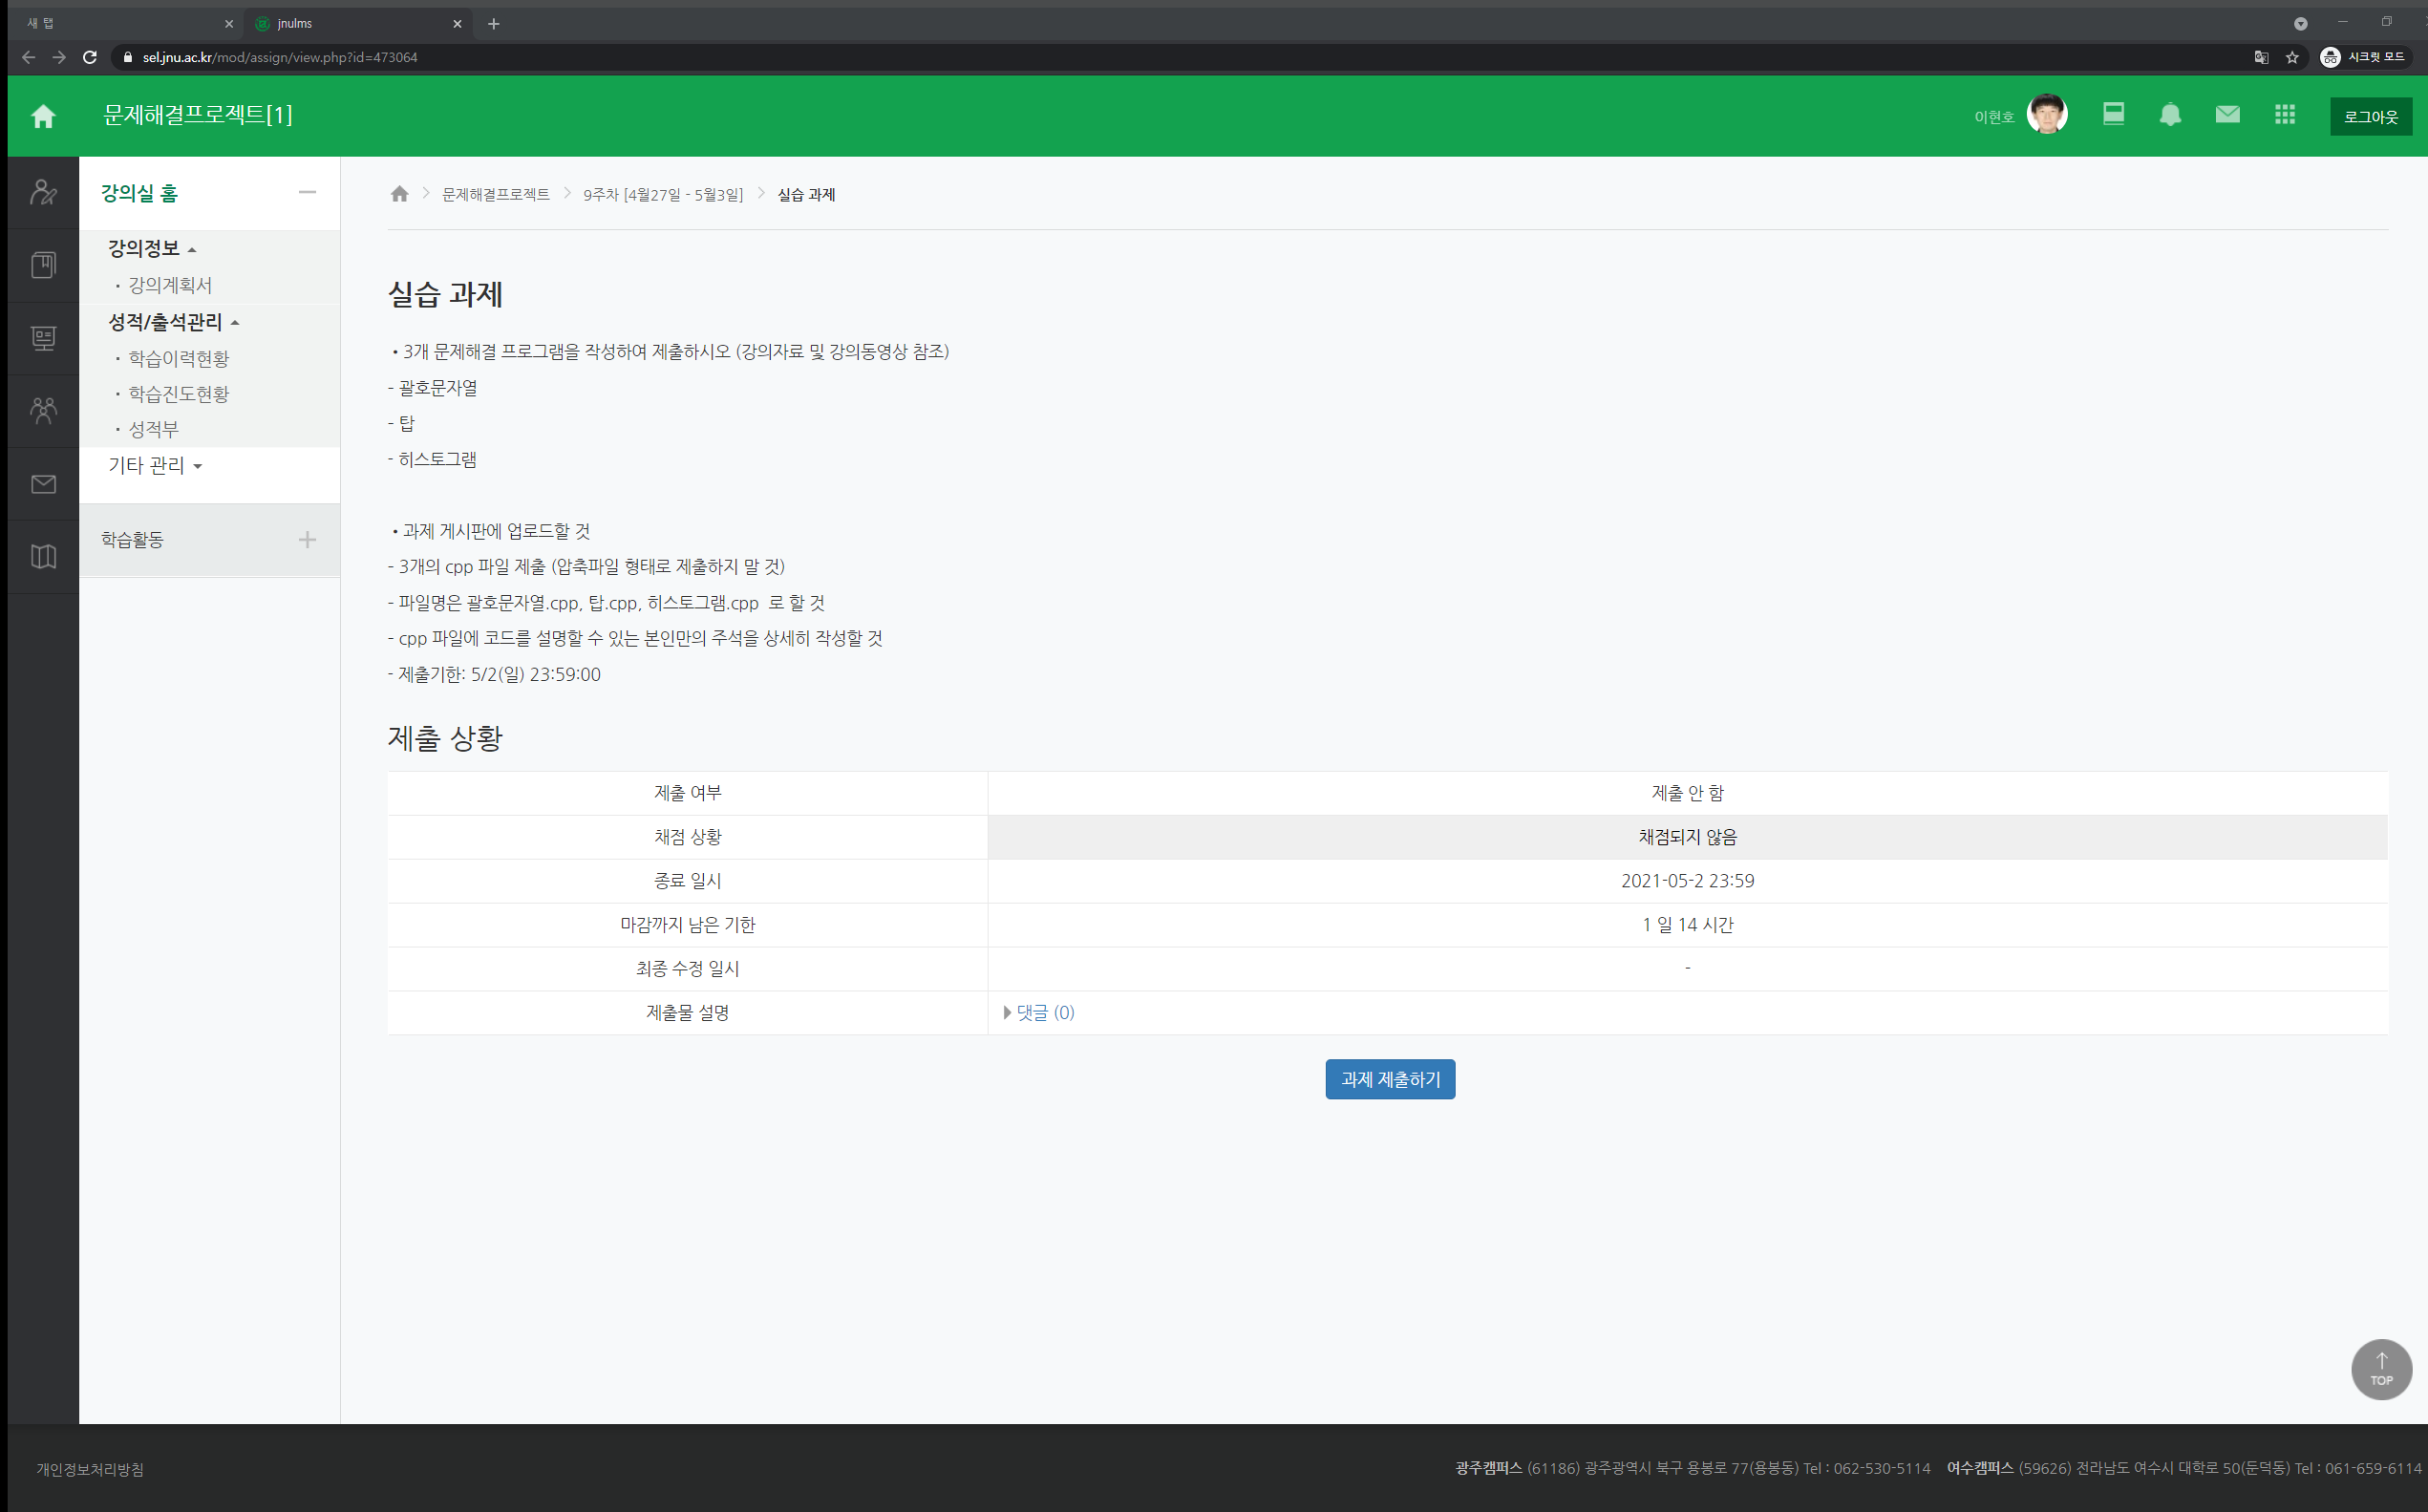 새 탭
jnulms
sel.jnu.ac.kr/mod/assign/view.php?id=473064
시크릿 모드
문제해결프로젝트[1]
이현호
로그아웃
강의실 홈
강의정보
강의계획서
성적/출석관리
학습이력현황
학습진도현황
성적부
기타 관리
학습활동
문제해결프로젝트 > 9주차 [4월27일 - 5월3일] > 실습 과제
실습 과제
• 3개 문제해결 프로그램을 작성하여 제출하시오 (강의자료 및 강의동영상 참조)
- 괄호문자열
- 탑
- 히스토그램
• 과제 게시판에 업로드할 것
- 3개의 cpp 파일 제출 (압축파일 형태로 제출하지 말 것)
- 파일명은 괄호문자열.cpp, 탑.cpp, 히스토그램.cpp 로 할 것
- cpp 파일에 코드를 설명할 수 있는 본인만의 주석을 상세히 작성할 것
- 제출기한: 5/2(일) 23:59:00
제출 상황
제출 여부 제출 안 함
채점 상황 채점되지 않음
종료 일시 2021-05-2 23:59
마감까지 남은 기한 1 일 14 시간
최종 수정 일시 -
제출물 설명 댓글 (0)
과제 제출하기
TOP
개인정보처리방침
광주캠퍼스 (61186) 광주광역시 북구 용봉로 77(용봉동) Tel : 062-530-5114 여수캠퍼스 (59626) 전라남도 여수시 대학로 50(둔덕동) Tel : 061-659-6114